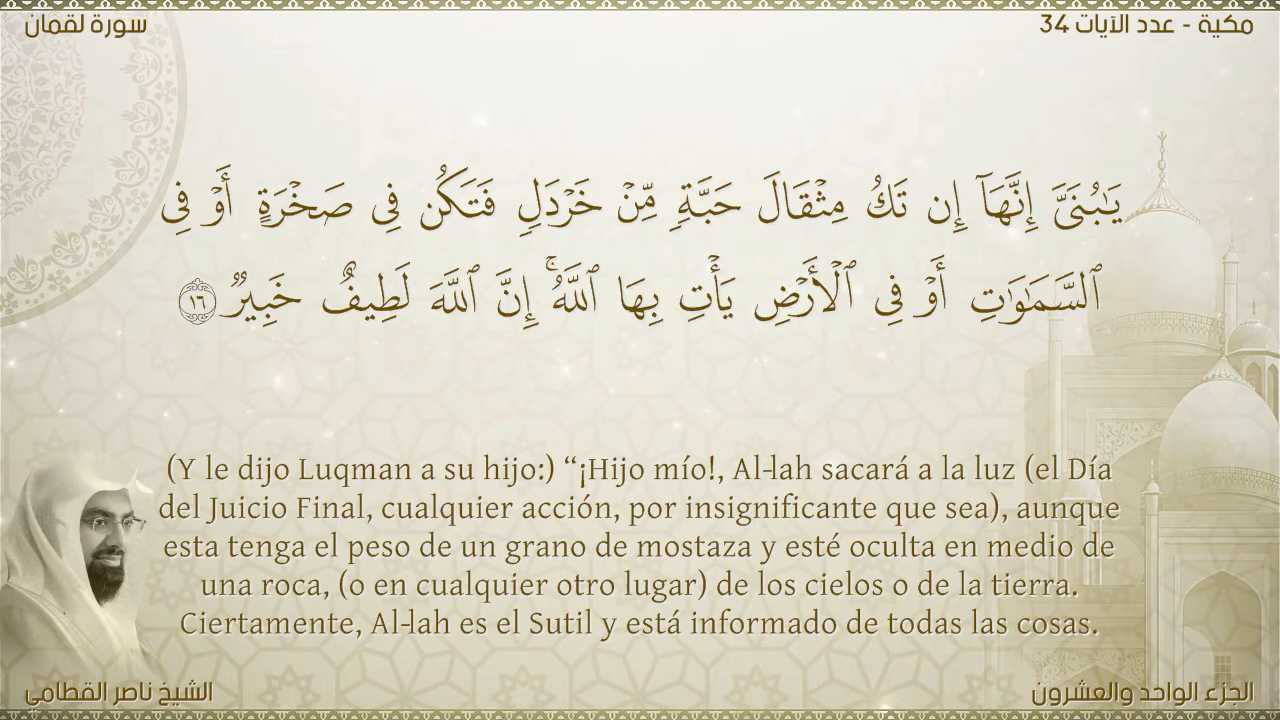 سورة لقمان
مكية - عدد الآيات 34
يَٰبُنَىَّ إِنَّهَآ إِن تَكُ مِثْقَالَ حَبَّةٍ مِّنْ خَرْدَلٍ فَتَكُن فِى صَخْرَةٍ أَوْ فِى
ٱلسَّمَٰوَٰتِ أَوْ فِى ٱلْأَرْضِ يَأْتِ بِهَا ٱللَّهُ ۚ إِنَّ ٱللَّهَ لَطِيفٌ خَبِيرٌ ١٦
(Y le dijo Luqman a su hijo:) “¡Hijo mío!, Al-lah sacará a la luz (el Día
del Juicio Final, cualquier acción, por insignificante que sea), aunque
esta tenga el peso de un grano de mostaza y esté oculta en medio de
una roca, (o en cualquier otro lugar) de los cielos o de la tierra.
Ciertamente, Al-lah es el Sutil y está informado de todas las cosas.
الشيخ ناصر القطامي
الجزء الواحد والعشرون